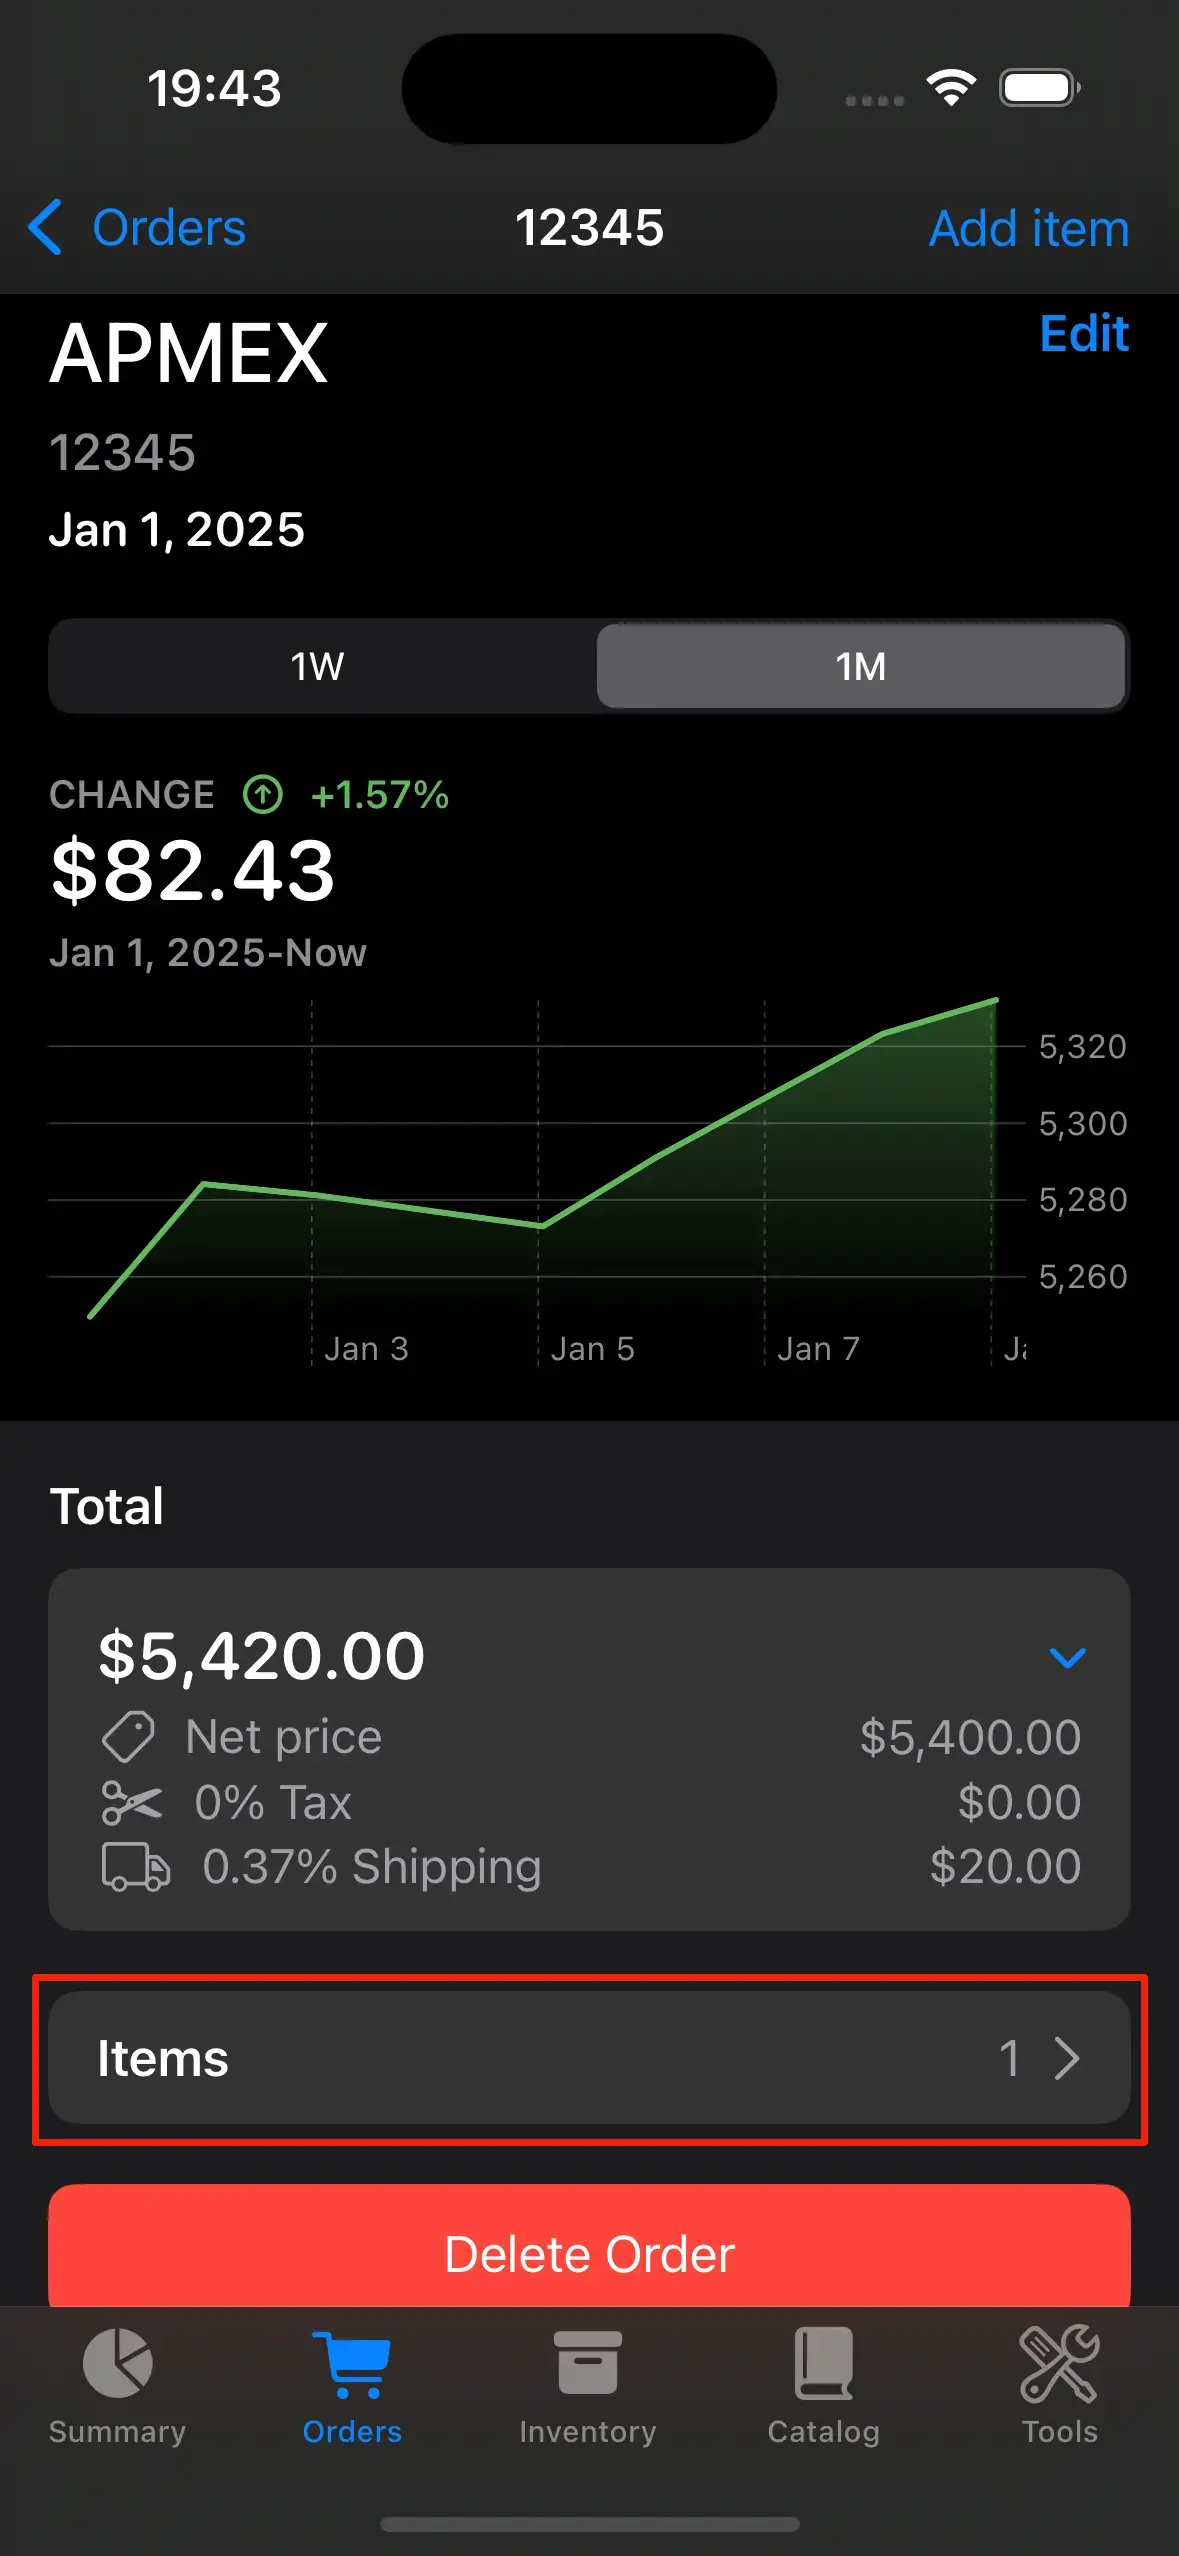 19:43
Orders 12345 Add item
APMEX Edit
12345
Jan 1, 2025
1W 1M
CHANGE +1.57%
$82.43
Jan 1, 2025-Now
5,320
5,300
5,280
5,260
Jan 3 Jan 5 Jan 7
Total
$5,420.00
Net price $5,400.00
0% Tax $0.00
0.37% Shipping $20.00
Items 1
Delete Order
Summary Orders Inventory Catalog Tools